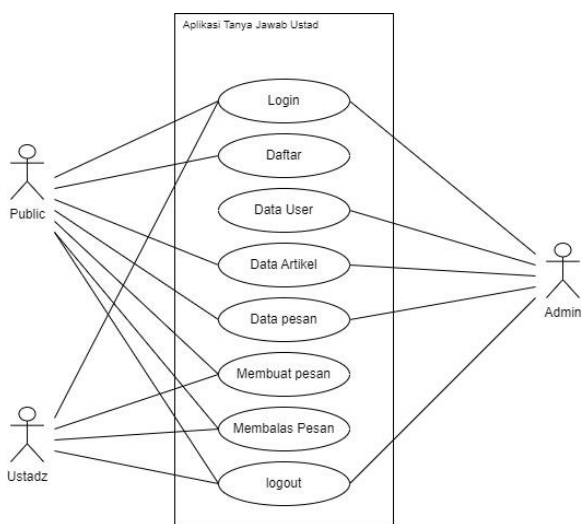 Aplikasi Tanya Jawab Ustad
Login
Daftar
Public
Data User
Data Artikel
Admin
Data pesan
Membuat pesan
Membalas Pesan
Ustadz
logout